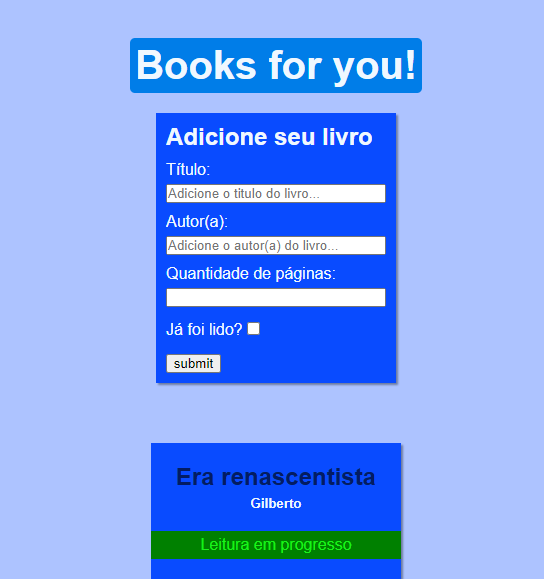 Books for you!
Adicione seu livro
Título:
Adicione o titulo do livro...
Autor(a):
Adicione o autor(a) do livro...
Quantidade de páginas:
Já foi lido?
submit
Era renascentista
Gilberto
Leitura em progresso